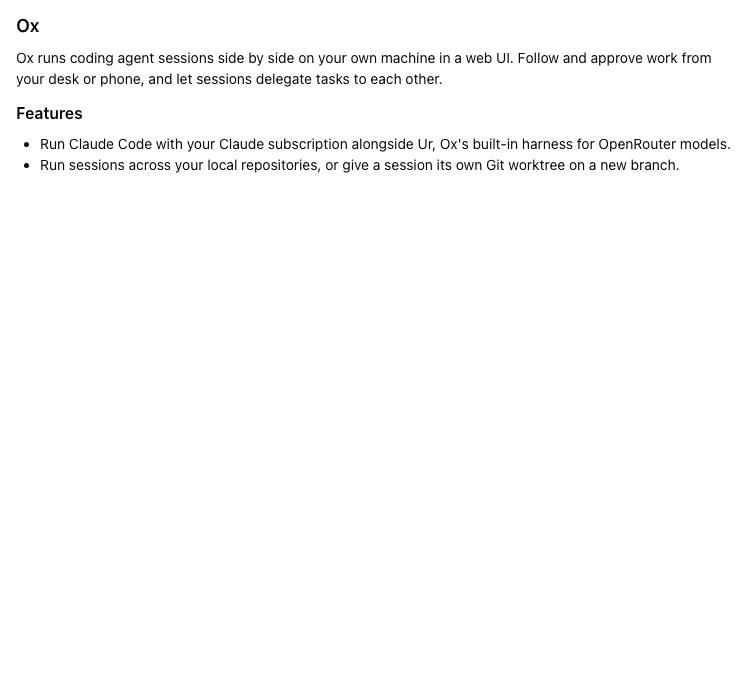 Ox
Ox runs coding agent sessions side by side on your own machine in a web UI. Follow and approve work from
your desk or phone, and let sessions delegate tasks to each other.
Features
• Run Claude Code with your Claude subscription alongside Ur, Ox's built-in harness for OpenRouter models.
• Run sessions across your local repositories, or give a session its own Git worktree on a new branch.